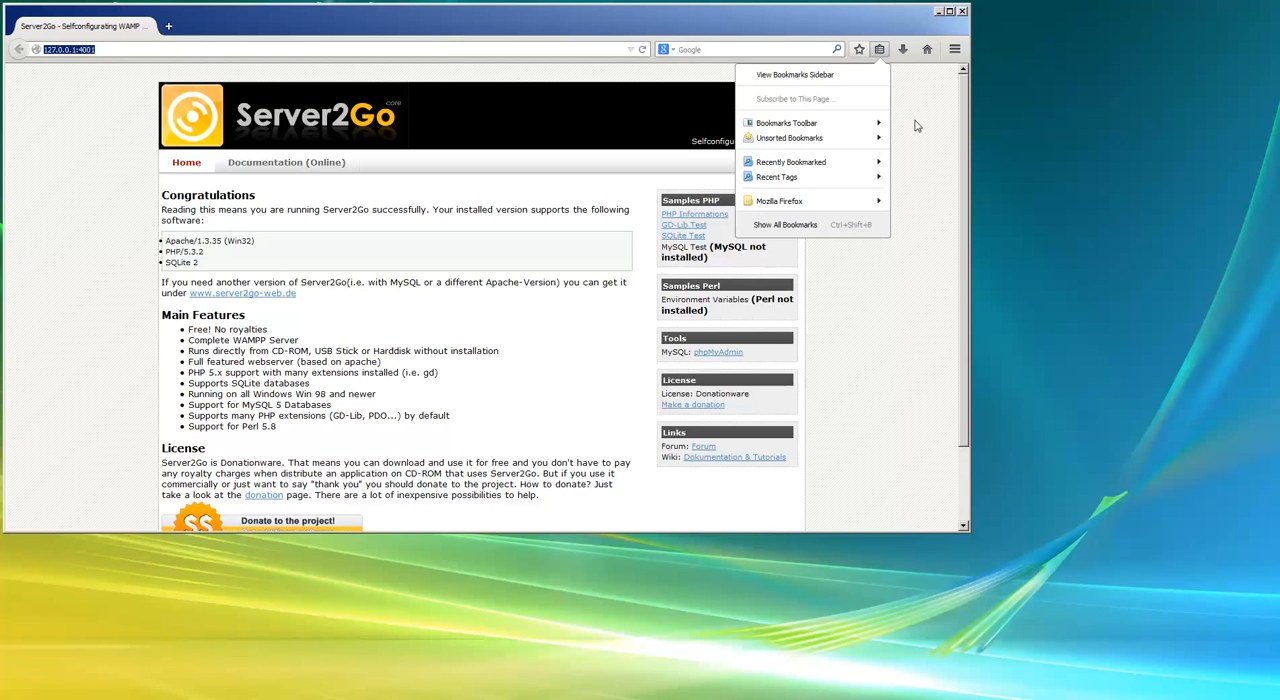 Server2Go - Selfconfigurating WAMP ...
127.0.0.1:4001
Google
View Bookmarks Sidebar
Subscribe to This Page...
Bookmarks Toolbar
Unsorted Bookmarks
Recently Bookmarked
Recent Tags
Mozilla Firefox
Show All Bookmarks Ctrl+Shift+B
Server2Go core
Selfconfigu
Home Documentation (Online)
Congratulations
Reading this means you are running Server2Go successfully. Your installed version supports the following
software:
• Apache/1.3.35 (Win32)
• PHP/5.3.2
• SQLite 2
If you need another version of Server2Go(i.e. with MySQL or a different Apache-Version) you can get it
under www.server2go-web.de
Main Features
• Free! No royalties
• Complete WAMPP Server
• Runs directly from CD-ROM, USB Stick or Harddisk without installation
• Full featured webserver (based on apache)
• PHP 5.x support with many extensions installed (i.e. gd)
• Supports SQLite databases
• Running on all Windows Win 98 and newer
• Support for MySQL 5 Databases
• Supports many PHP extensions (GD-Lib, PDO...) by default
• Support for Perl 5.8
License
Server2Go is Donationware. That means you can download and use it for free and you don't have to pay
any royalty charges when distribute an application on CD-ROM that uses Server2Go. But if you use it
commercially or just want to say "thank you" you should donate to the project. How to donate? Just
take a look at the donation page. There are a lot of inexpensive possibilities to help.
$$ Donate to the project!
Samples PHP
PHP Informations
GD-Lib Test
SQLite Test
MySQL Test (MySQL not
installed)
Samples Perl
Environment Variables (Perl not
installed)
Tools
MySQL: phpMyAdmin
License
License: Donationware
Make a donation
Links
Forum: Forum
Wiki: Dokumentation & Tutorials